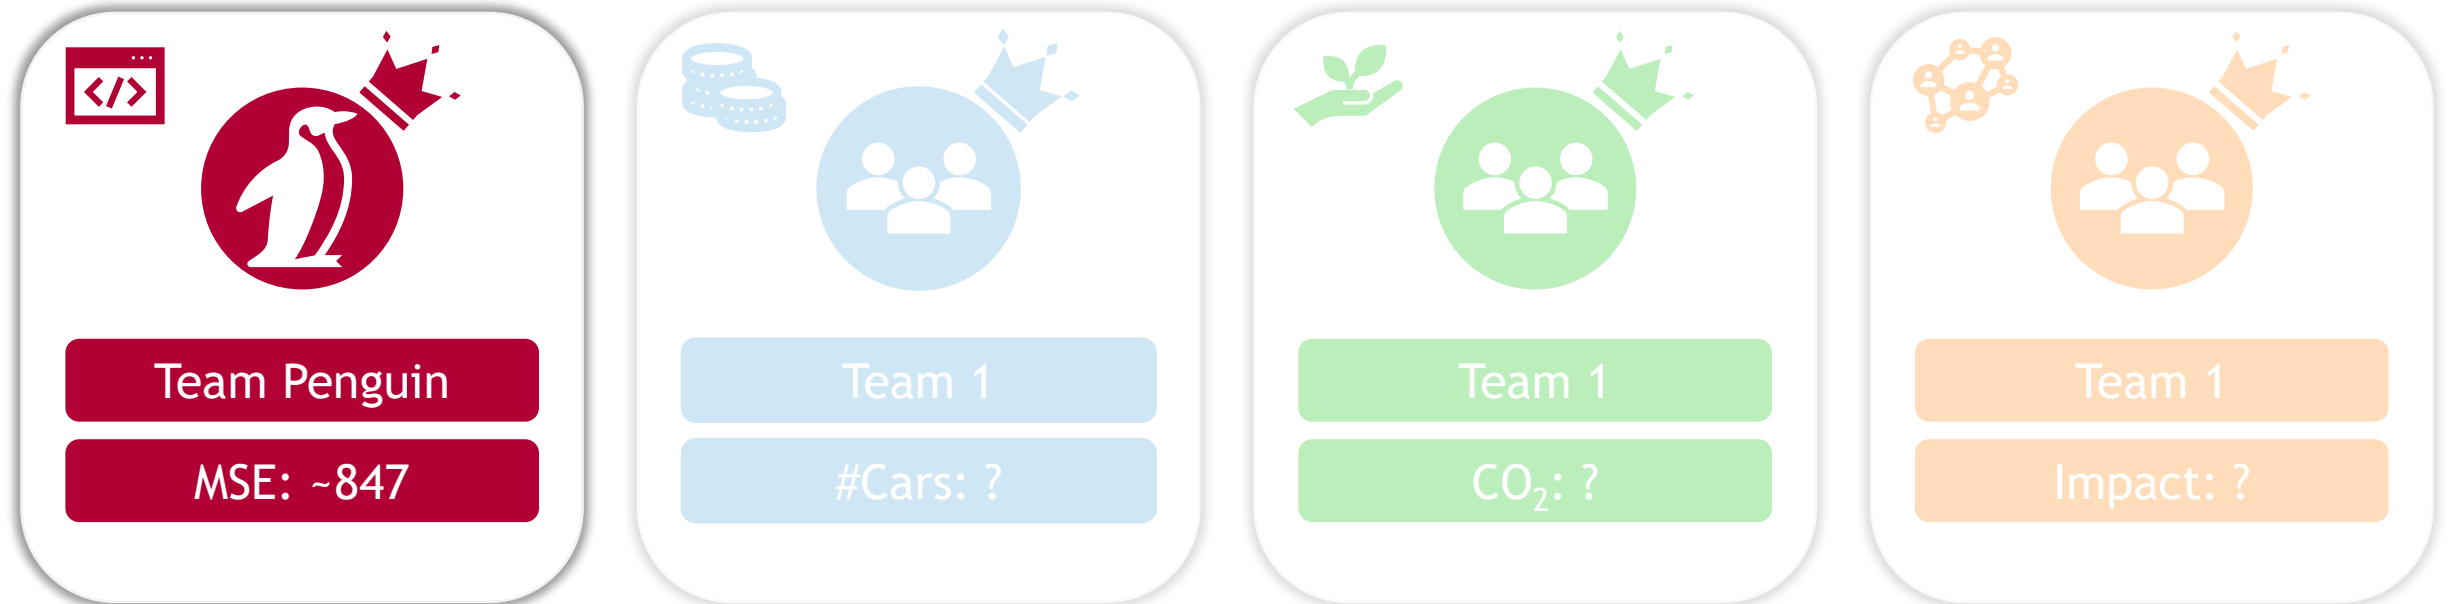 </>
Team Penguin
MSE: ~847
Team 1
#Cars: ?
Team 1
CO₂: ?
Team 1
Impact: ?